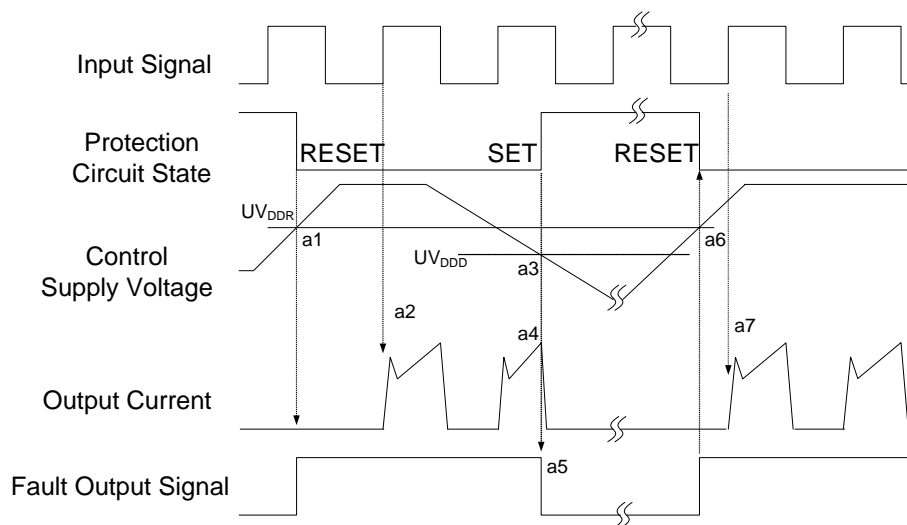 Input Signal
Protection
Circuit State
RESET
SET
RESET
UVDDR
a1
a6
Control
Supply Voltage
UVDDD
a3
a2
a4
a7
Output Current
a5
Fault Output Signal